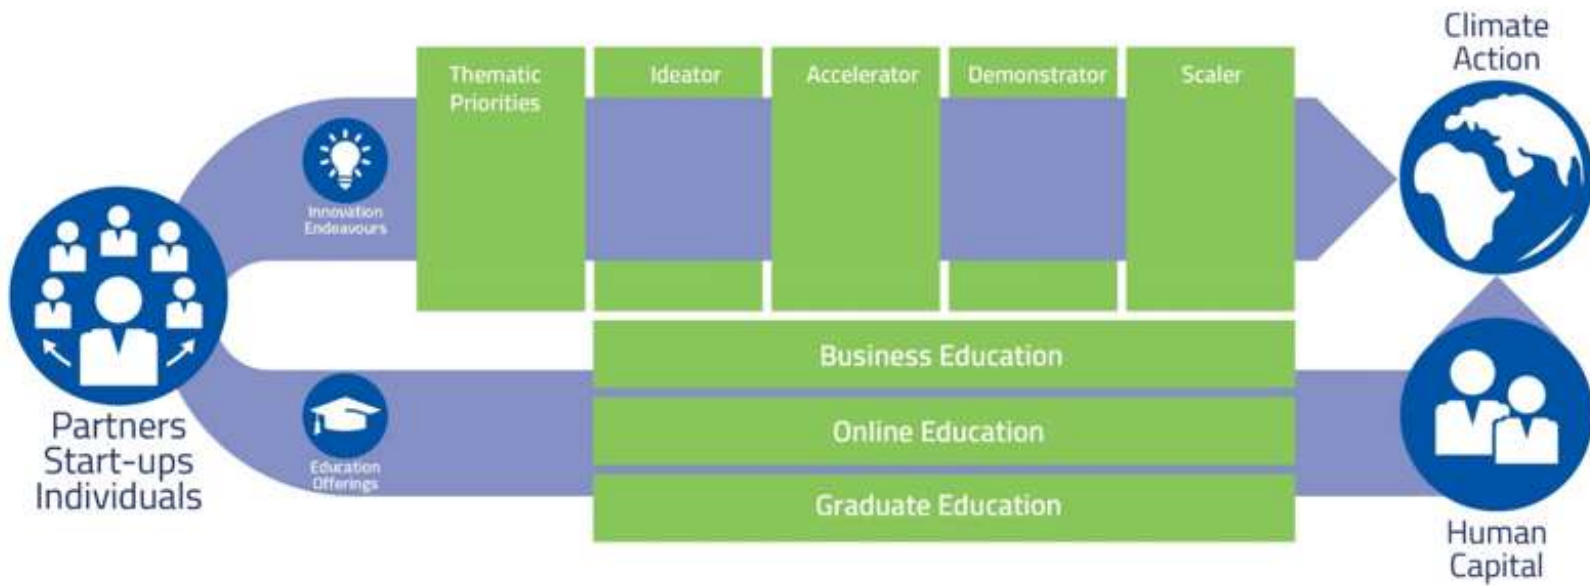 Climate
Action
Thematic
Priorities
Ideator
Accelerator
Demonstrator
Scaler
Innovation
Endeavours
Partners
Start-ups
Individuals
Education
Offerings
Business Education
Online Education
Graduate Education
Human
Capital